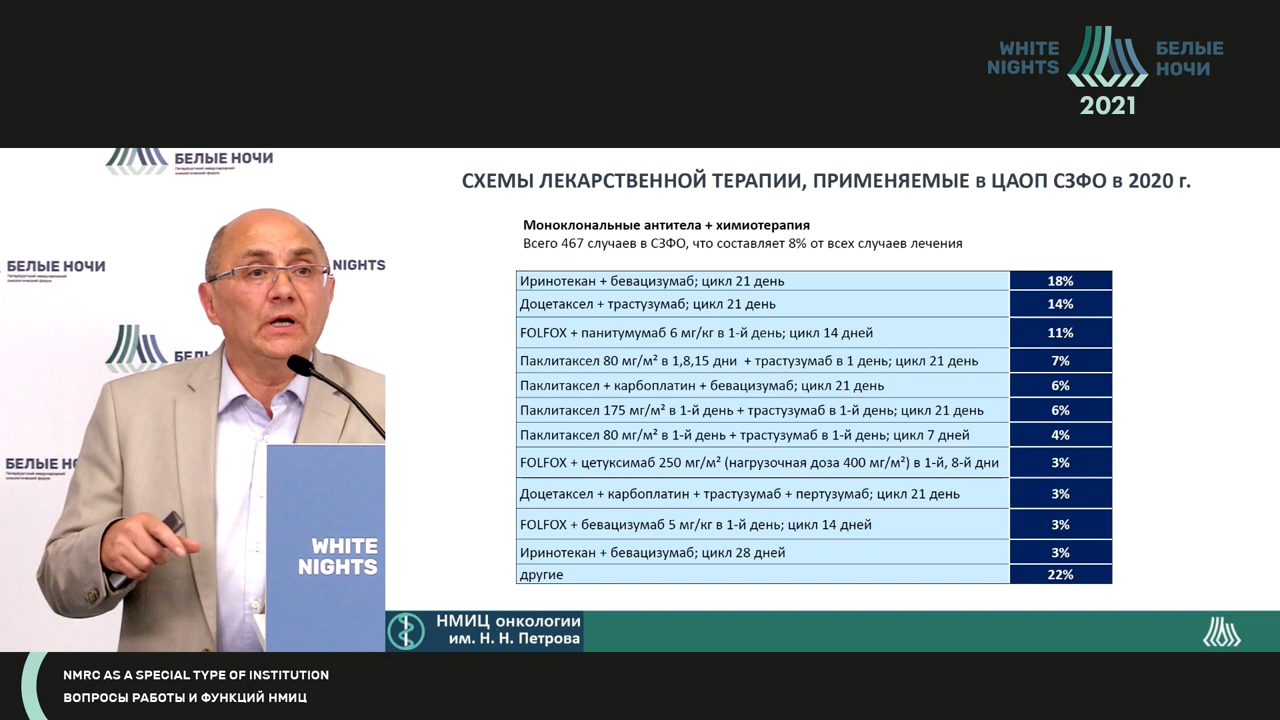 WHITE
NIGHTS
БЕЛЫЕ
НОЧИ
2021
БЕЛЫЕ НОЧИ
Петербургский международный
онкологический форум
БЕЛЫЕ НОЧИ
NIGHTS
БЕЛЫЕ
БЕЛЫЕ НО
WHITE
NIGHTS
СХЕМЫ ЛЕКАРСТВЕННОЙ ТЕРАПИИ, ПРИМЕНЯЕМЫЕ в ЦАОП СЗФО в 2020 г.
Моноклональные антитела + химиотерапия
Всего 467 случаев в СЗФО, что составляет 8% от всех случаев лечения
Иринотекан + бевацизумаб; цикл 21 день 18%
Доцетаксел + трастузумаб; цикл 21 день 14%
FOLFOX + панитумумаб 6 мг/кг в 1-й день; цикл 14 дней 11%
Паклитаксел 80 мг/м² в 1,8,15 дни + трастузумаб в 1 день; цикл 21 день 7%
Паклитаксел + карбоплатин + бевацизумаб; цикл 21 день 6%
Паклитаксел 175 мг/м² в 1-й день + трастузумаб в 1-й день; цикл 21 день 6%
Паклитаксел 80 мг/м² в 1-й день + трастузумаб в 1-й день; цикл 7 дней 4%
FOLFOX + цетуксимаб 250 мг/м² (нагрузочная доза 400 мг/м²) в 1-й, 8-й дни 3%
Доцетаксел + карбоплатин + трастузумаб + пертузумаб; цикл 21 день 3%
FOLFOX + бевацизумаб 5 мг/кг в 1-й день; цикл 14 дней 3%
Иринотекан + бевацизумаб; цикл 28 дней 3%
другие 22%
НМИЦ онкологии
им. Н. Н. Петрова
NMRC AS A SPECIAL TYPE OF INSTITUTION
ВОПРОСЫ РАБОТЫ И ФУНКЦИЙ НМИЦ